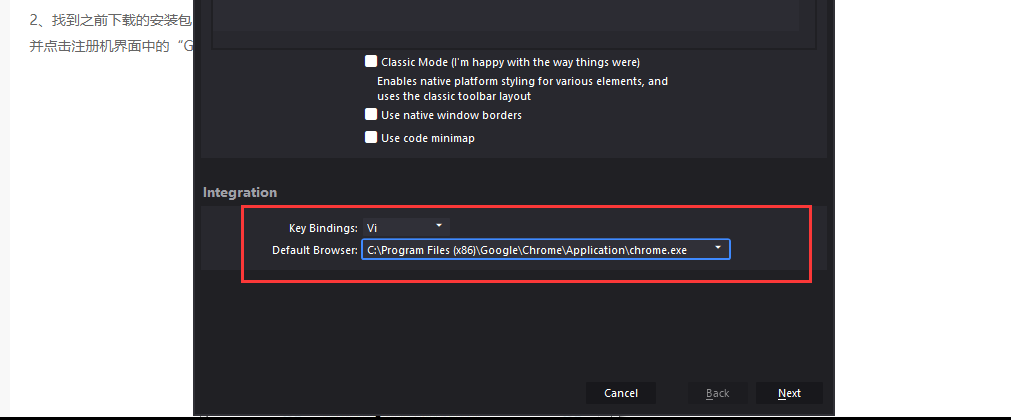 2、找到之前下载的安装包
并点击注册机界面中的“G
Classic Mode (I'm happy with the way things were)
Enables native platform styling for various elements, and
uses the classic toolbar layout
Use native window borders
Use code minimap
Integration
Key Bindings: Vi
Default Browser: C:\Program Files (x86)\Google\Chrome\Application\chrome.exe
Cancel Back Next